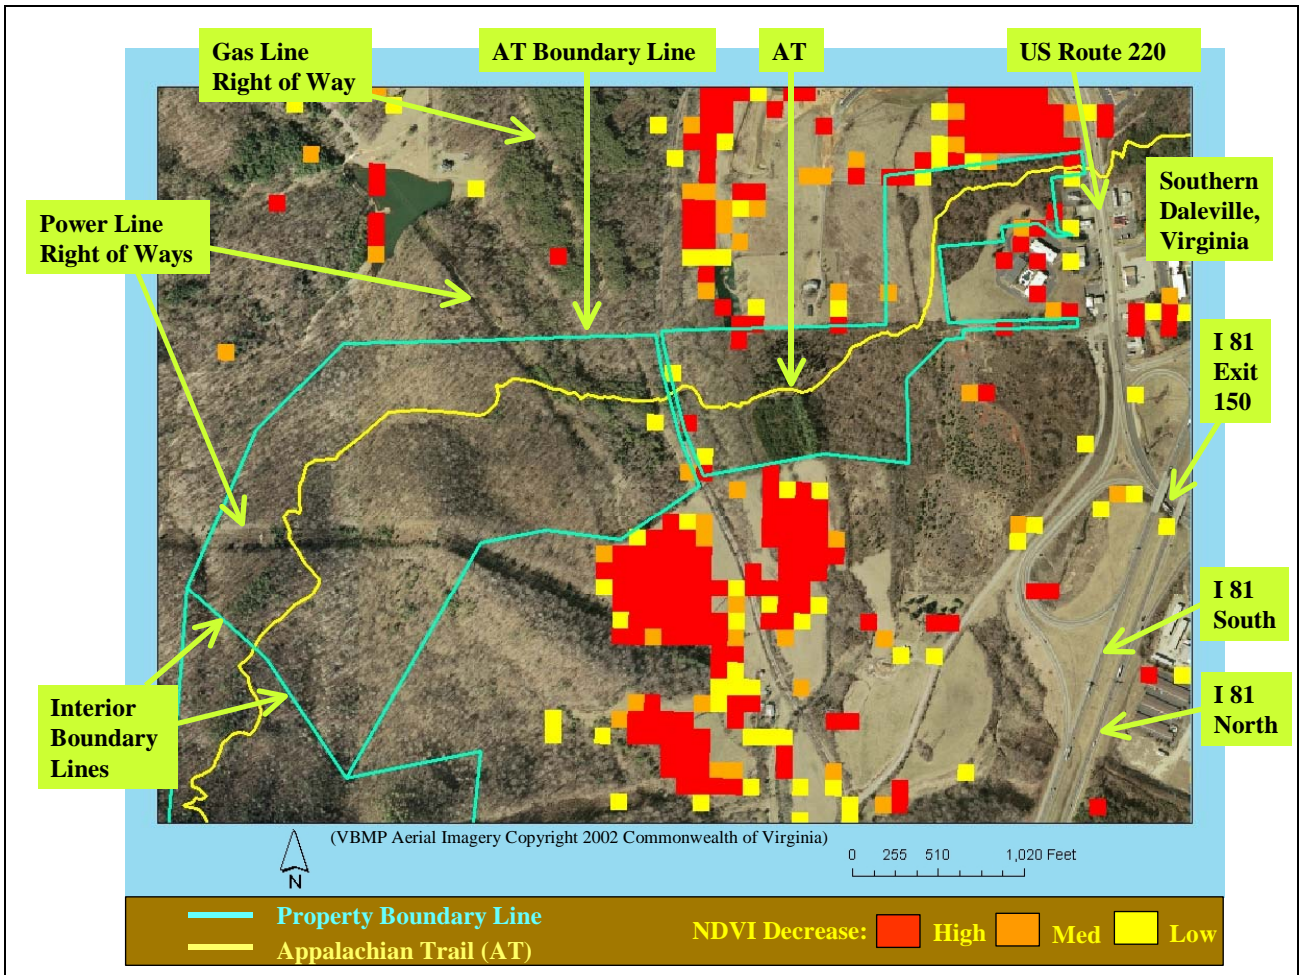 Gas Line
Right of Way
AT Boundary Line
AT
US Route 220
Southern
Daleville,
Virginia
Power Line
Right of Ways
I 81
Exit
150
I 81
South
Interior
Boundary
Lines
I 81
North
(VBMP Aerial Imagery Copyright 2002 Commonwealth of Virginia)
0 255 510 1,020 Feet
N
Property Boundary Line
Appalachian Trail (AT)
NDVI Decrease: High Med Low